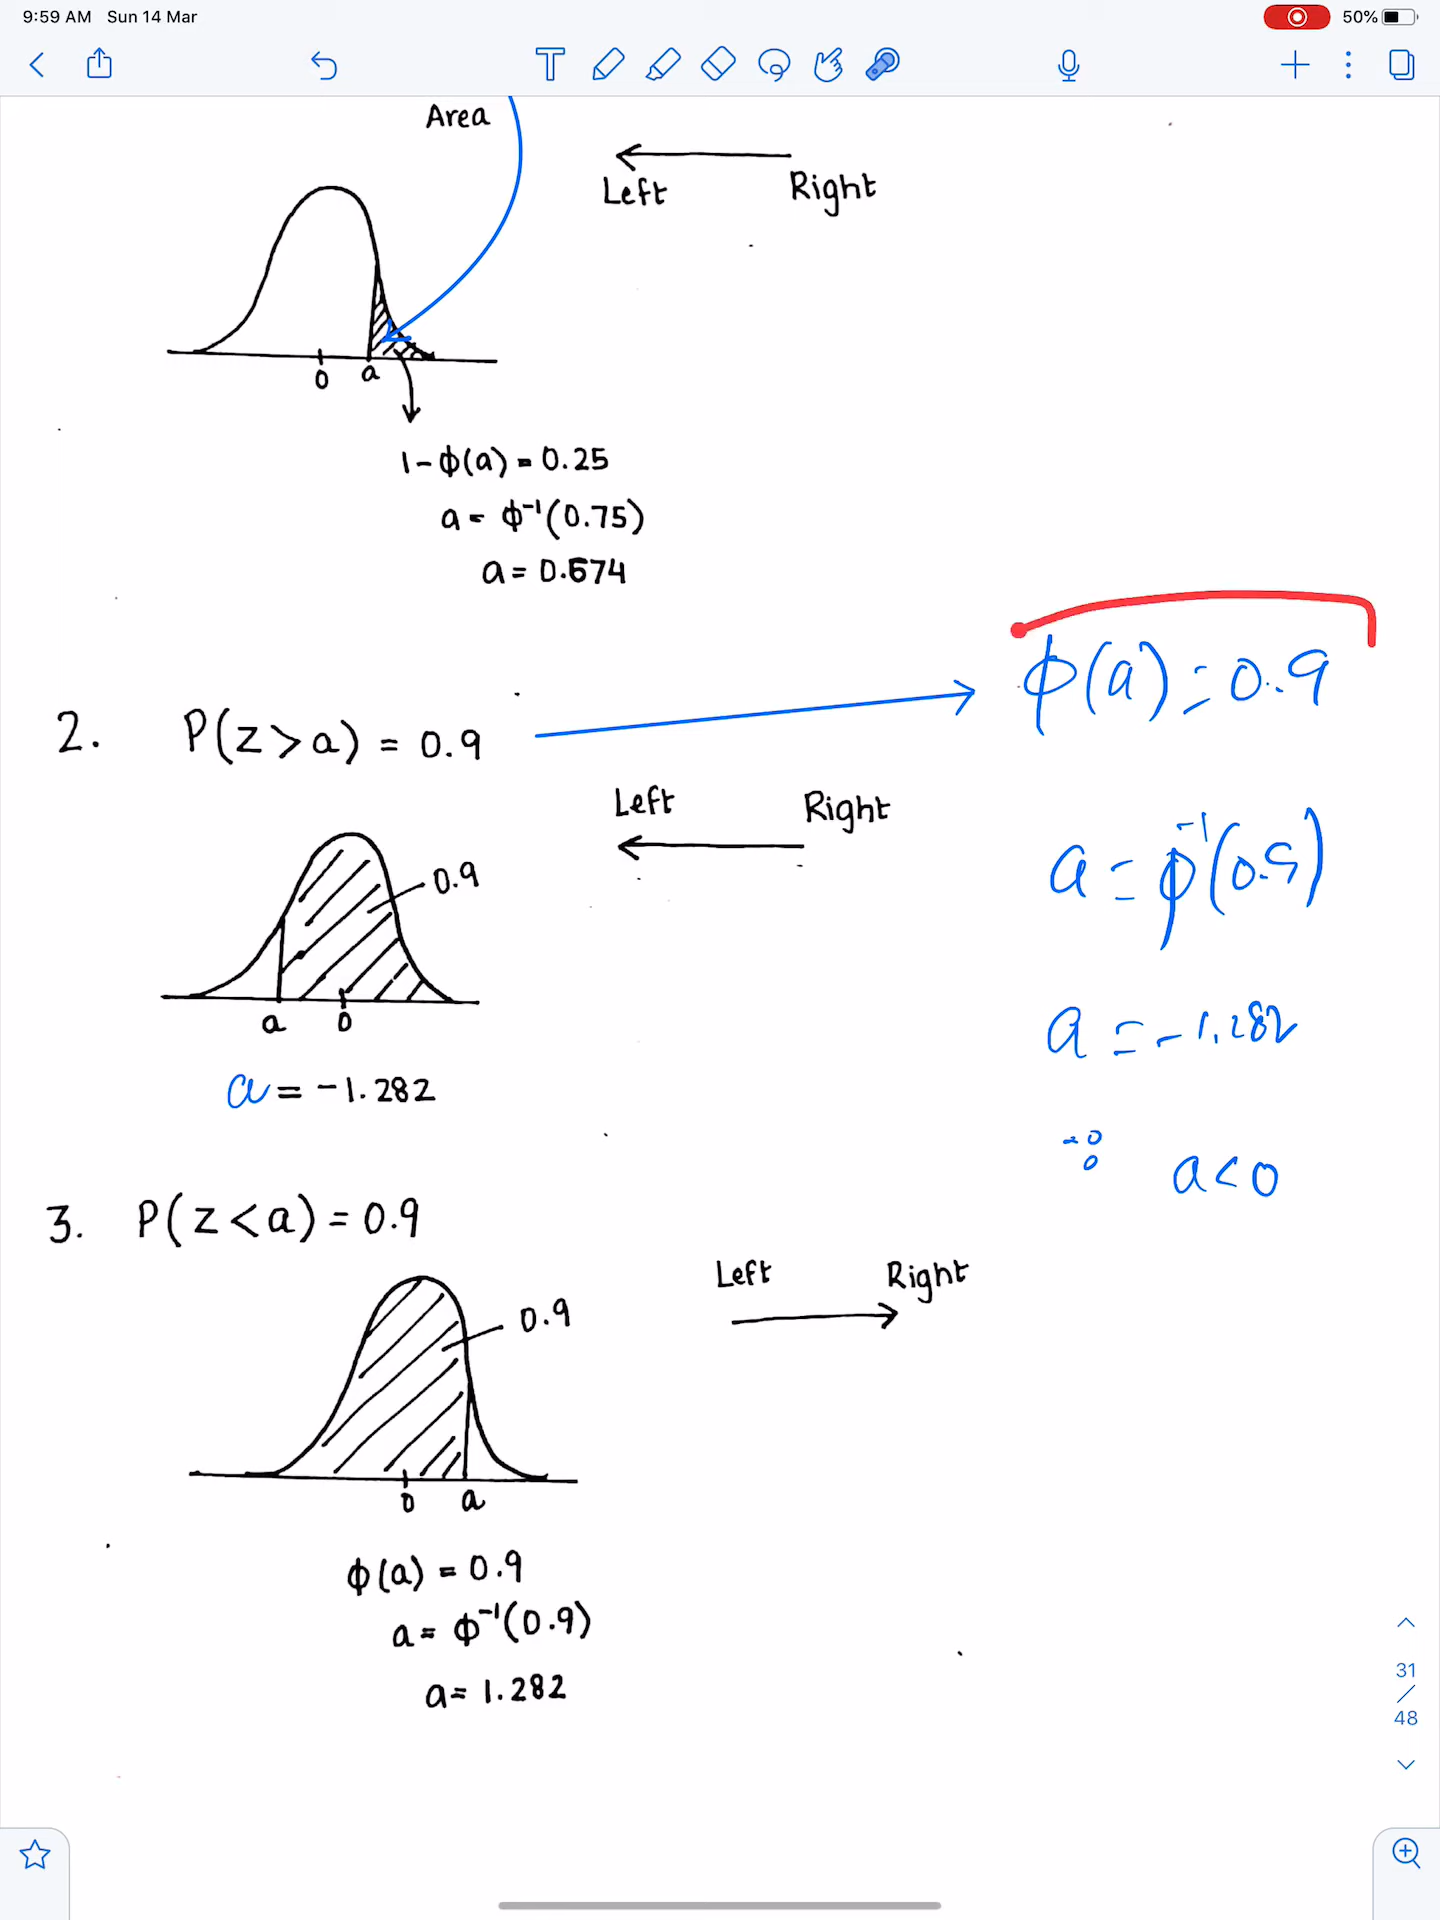 9:59 AM Sun 14 Mar
50%
T
Area
Left
Right
0
a
1-ϕ(a) = 0.25
a = ϕ⁻¹(0.75)
a = 0.674
2. P(z>a) = 0.9
ϕ(a) = 0.9
Left
Right
0.9
a = ϕ⁻¹(0.9)
a
0
a = -1.282
a = -1.282
a<0
3. P(z<a) = 0.9
Left
Right
0.9
0
a
ϕ(a) = 0.9
a = ϕ⁻¹(0.9)
a = 1.282
31
/
48